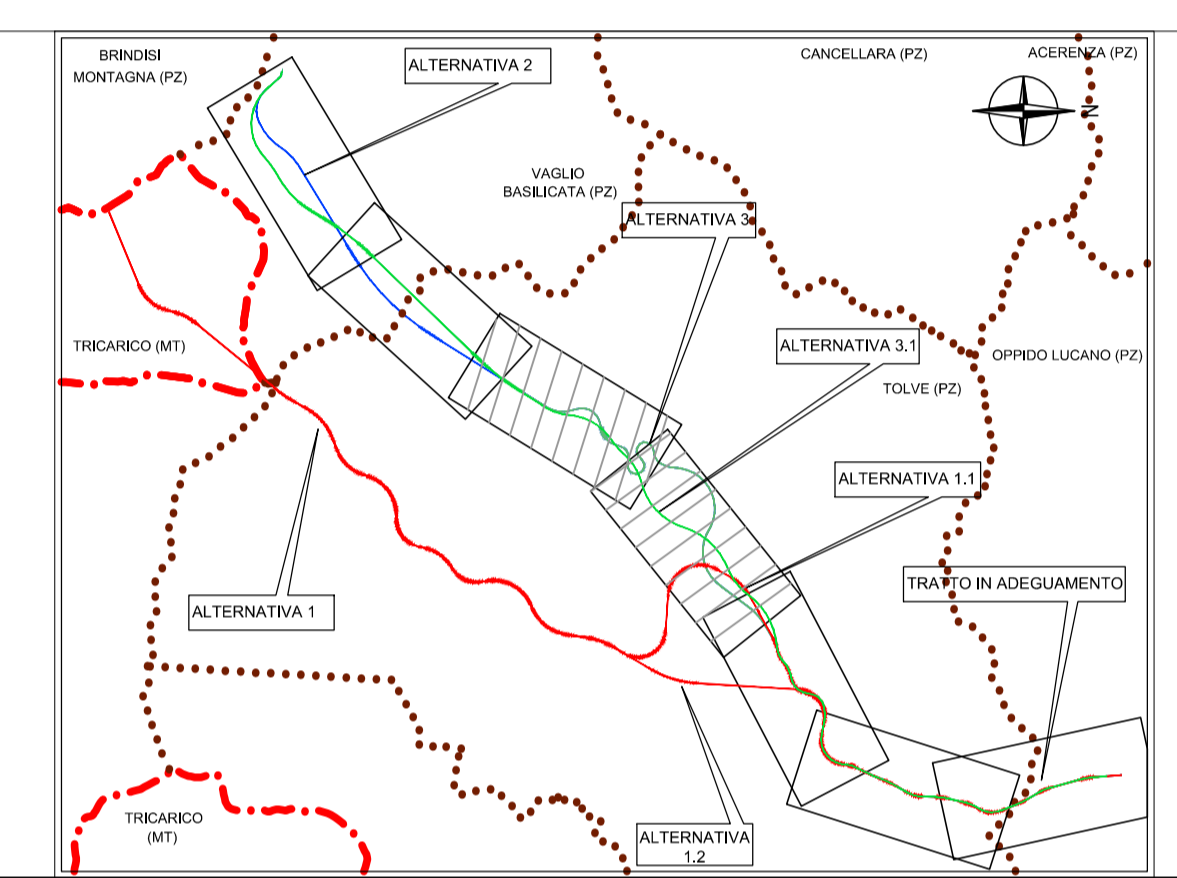 BRINDISI
MONTAGNA (PZ)
ALTERNATIVA 2
CANCELLARA (PZ)
ACERENZA (PZ)
N
VAGLIO
BASILICATA (PZ)
ALTERNATIVA 3
TRICARICO (MT)
ALTERNATIVA 3.1
OPPIDO LUCANO (PZ)
TOLVE (PZ)
ALTERNATIVA 1.1
TRATTO IN ADEGUAMENTO
ALTERNATIVA 1
TRICARICO
(MT)
ALTERNATIVA
1.2